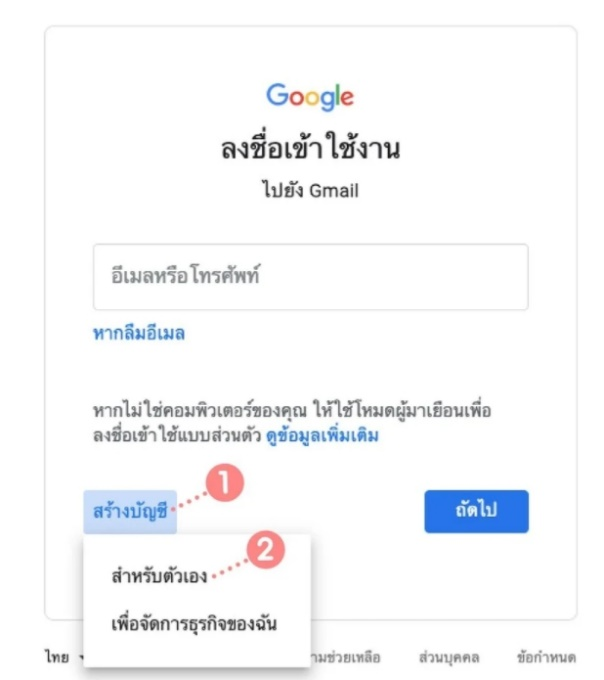 Google
ลงชื่อเข้าใช้งาน
ไปยัง Gmail
อีเมลหรือโทรศัพท์
หากลืมอีเมล
หากไม่ใช่คอมพิวเตอร์ของคุณ ให้ใช้โหมดผู้มาเยือนเพื่อ
ลงชื่อเข้าใช้แบบส่วนตัว ดูข้อมูลเพิ่มเติม
1
สร้างบัญชี ถัดไป
2
สำหรับตัวเอง
เพื่อจัดการธุรกิจของฉัน
ไทย ามช่วยเหลือ ส่วนบุคคล ข้อกำหนด